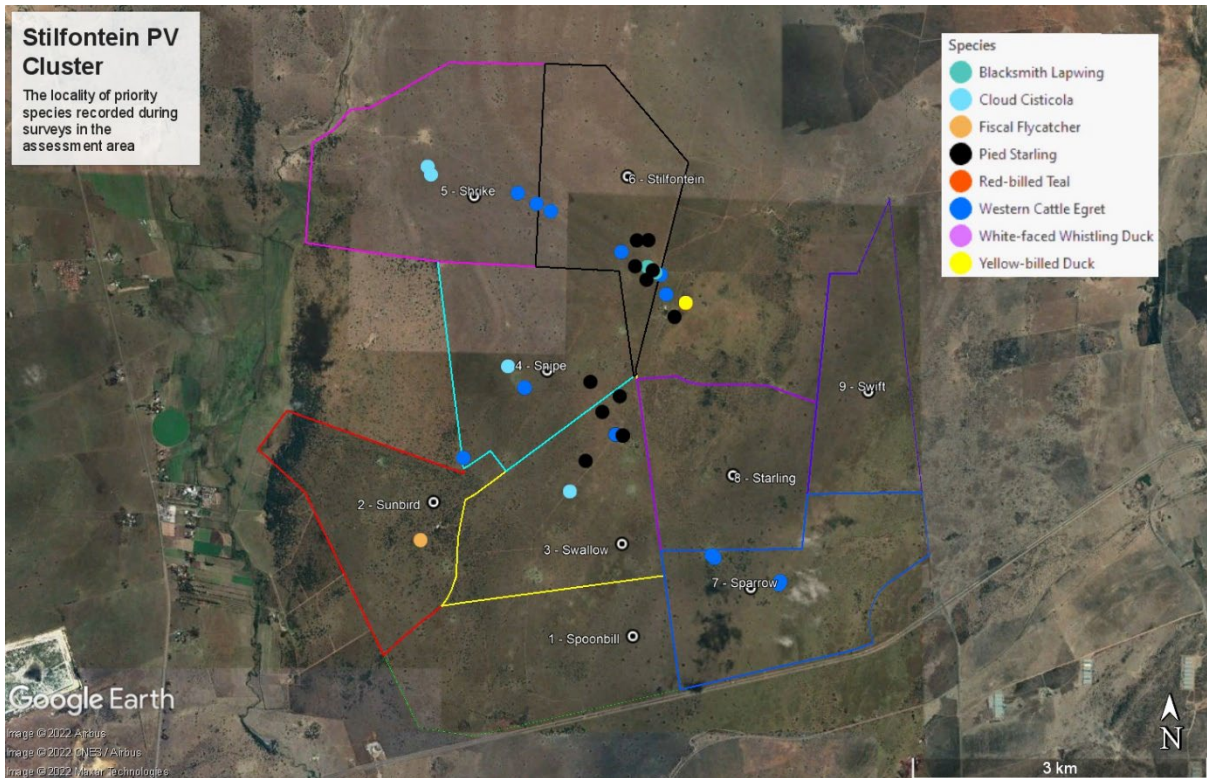 Stilfontein PV
Cluster
The locality of priority
species recorded during
surveys in the
assessment area
Species
Blacksmith Lapwing
Cloud Cisticola
Fiscal Flycatcher
Pied Starling
Red-billed Teal
Western Cattle Egret
White-faced Whistling Duck
Yellow-billed Duck
6 - Stilfontein
5 - Shrike
4 - Snipe
9 - Swift
8 - Starling
2 - Sunbird
3 - Swallow
7 - Sparrow
1 - Spoonbill
Google Earth
Image © 2022 Airbus
Image © 2022 CNES / Airbus
Image © 2022 Maxar Technologies
N
3 km